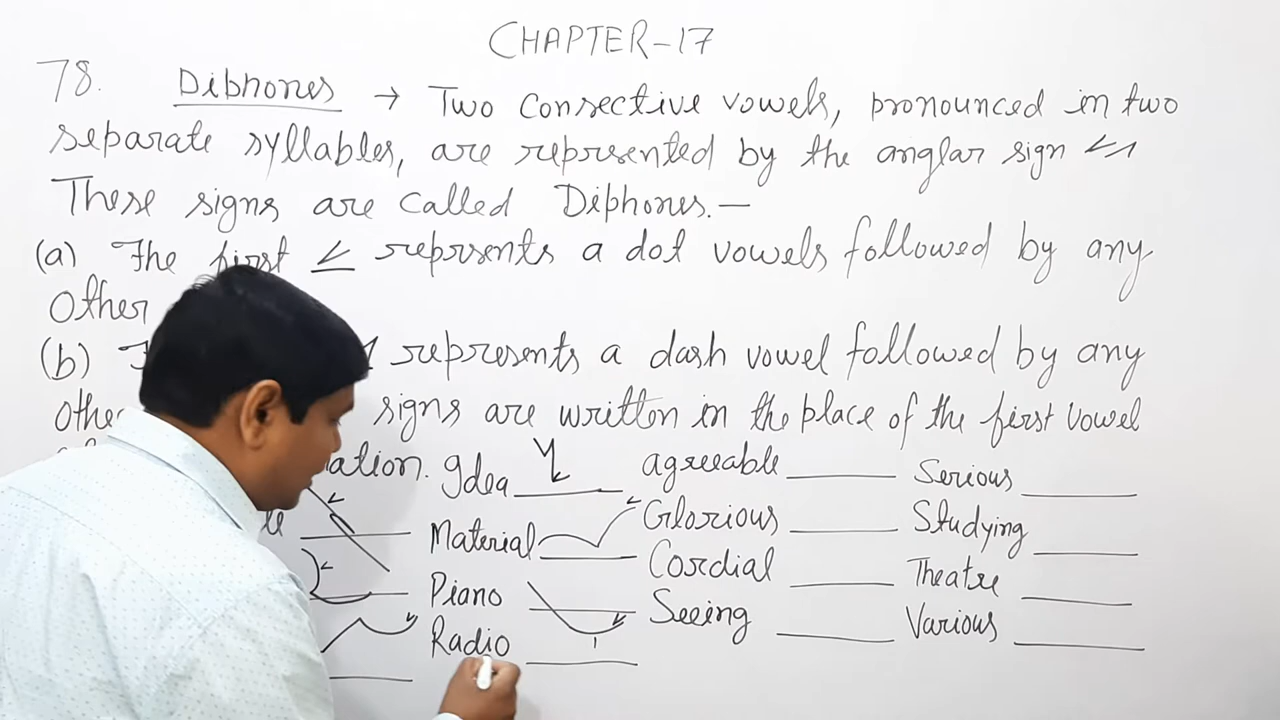 CHAPTER-17
78. Diphones → Two Consective vowels, pronounced in two
separate syllables, are represented by the anglar sign
These signs are called Diphones.—
(a) The first represents a dot vowels followed by any
Other
(b) represents a dash vowel followed by any
signs are written in the place of the first vowel
Idea agreeable Serious
Material Glorious Studying
Piano Cordial Theatre
Radio Seeing Various